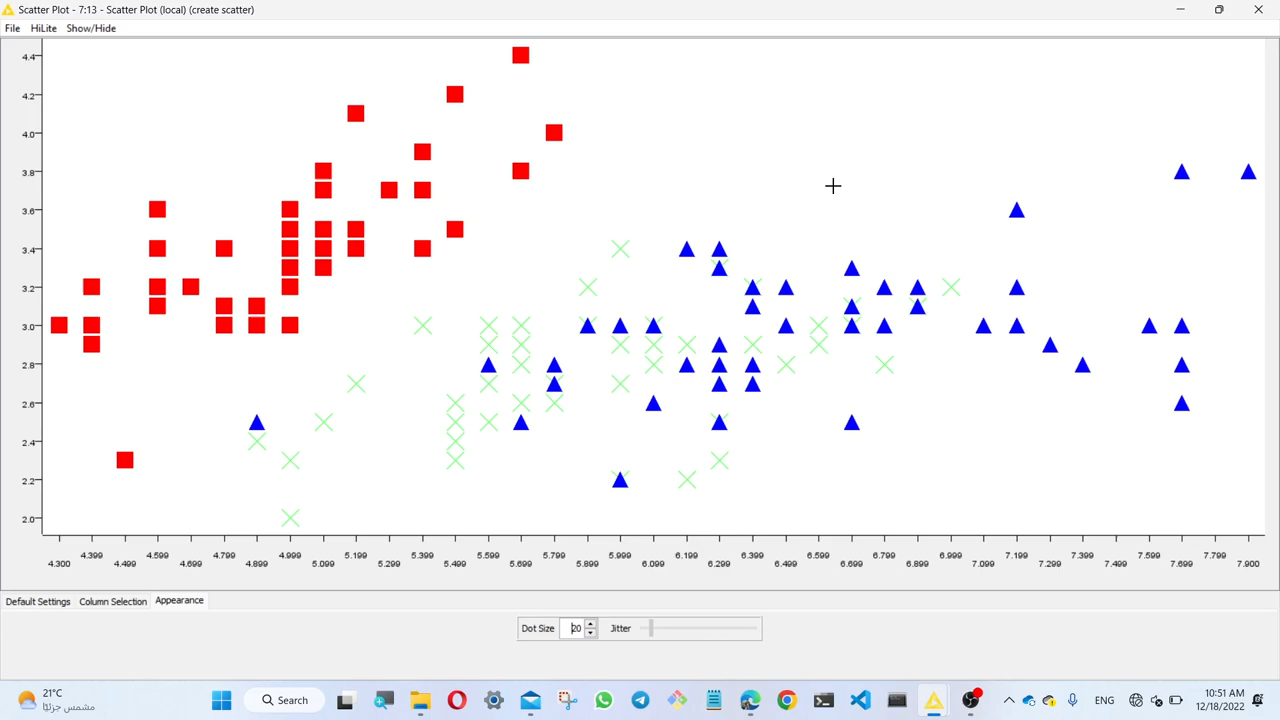 Scatter Plot - 7:13 - Scatter Plot (local) (create scatter)
File HiLite Show/Hide
4.4
4.2
4.0
3.8
3.6
3.4
3.2
3.0
2.8
2.6
2.4
2.2
2.0
4.399 4.599 4.799 4.999 5.199 5.399 5.599 5.799 5.999 6.199 6.399 6.599 6.799 6.999 7.199 7.399 7.599 7.799
4.300 4.499 4.699 4.899 5.099 5.299 5.499 5.699 5.899 6.099 6.299 6.499 6.699 6.899 7.099 7.299 7.499 7.699 7.900
Default Settings Column Selection Appearance
Dot Size 20 Jitter
21°C
مشمس جزئيًا
Search
ENG
10:51 AM
12/18/2022